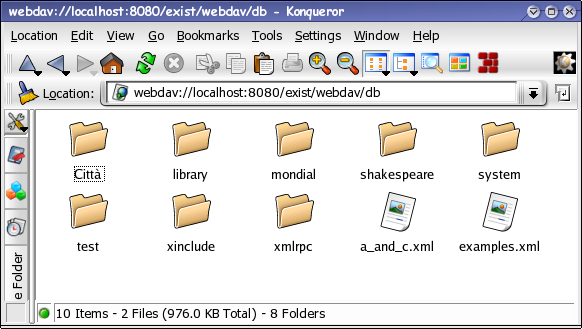 webdav://localhost:8080/exist/webdav/db - Konqueror
Location Edit View Go Bookmarks Tools Settings Window Help
Location: webdav://localhost:8080/exist/webdav/db
Città library mondial shakespeare system
test xinclude xmlrpc a_and_c.xml examples.xml
e Folder
10 Items - 2 Files (976.0 KB Total) - 8 Folders